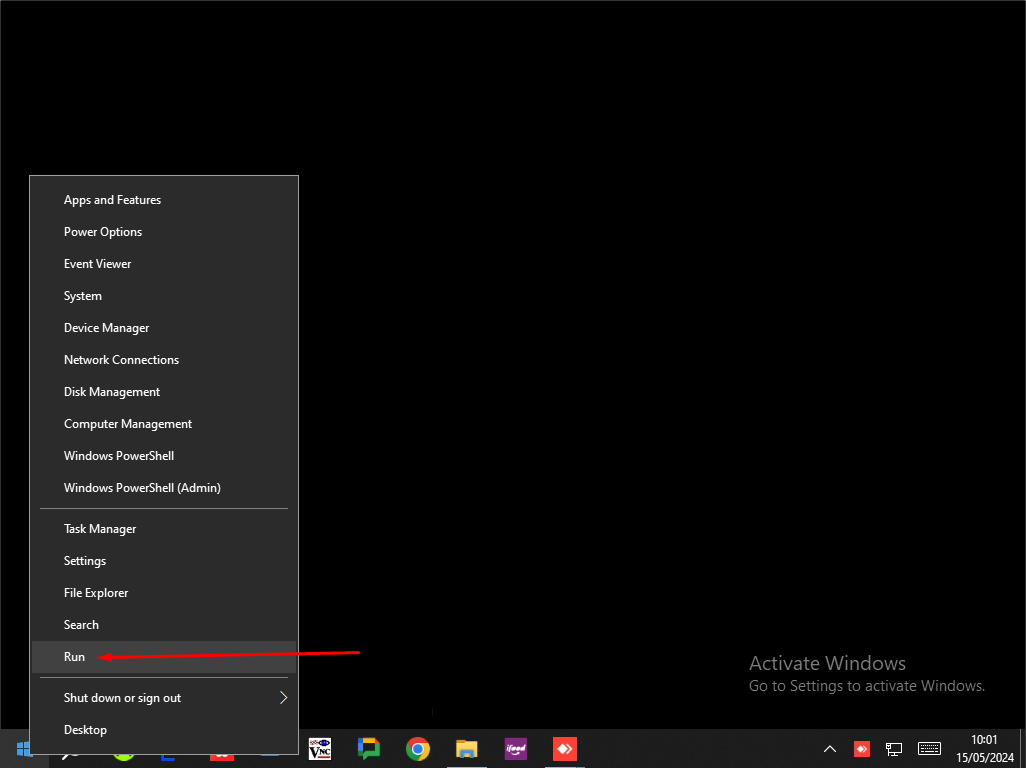 Apps and Features
Power Options
Event Viewer
System
Device Manager
Network Connections
Disk Management
Computer Management
Windows PowerShell
Windows PowerShell (Admin)
Task Manager
Settings
File Explorer
Search
Run
Shut down or sign out
Desktop
Activate Windows
Go to Settings to activate Windows.
VNC
ifood
10:01
15/05/2024